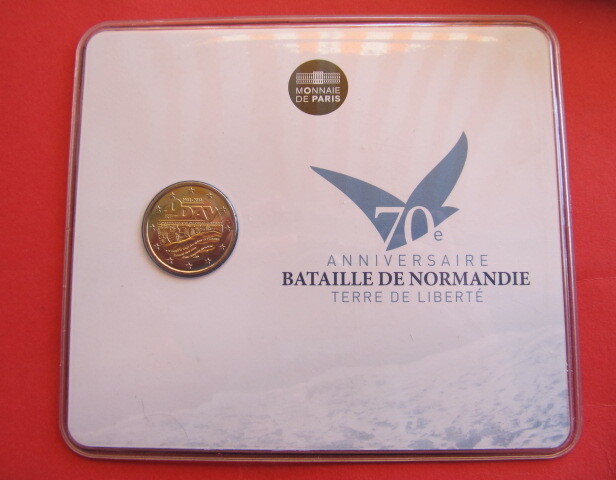 MONNAIE
DE PARIS
D DAY
70e
ANNIVERSAIRE
BATAILLE DE NORMANDIE
TERRE DE LIBERTÉ